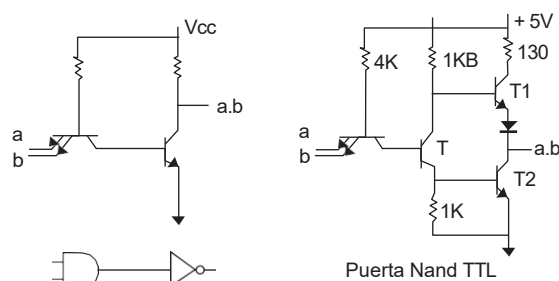 Vcc
a.b
a
b
+ 5V
4K
1KB
130
T1
a
b
T
a.b
T2
1K
Puerta Nand TTL